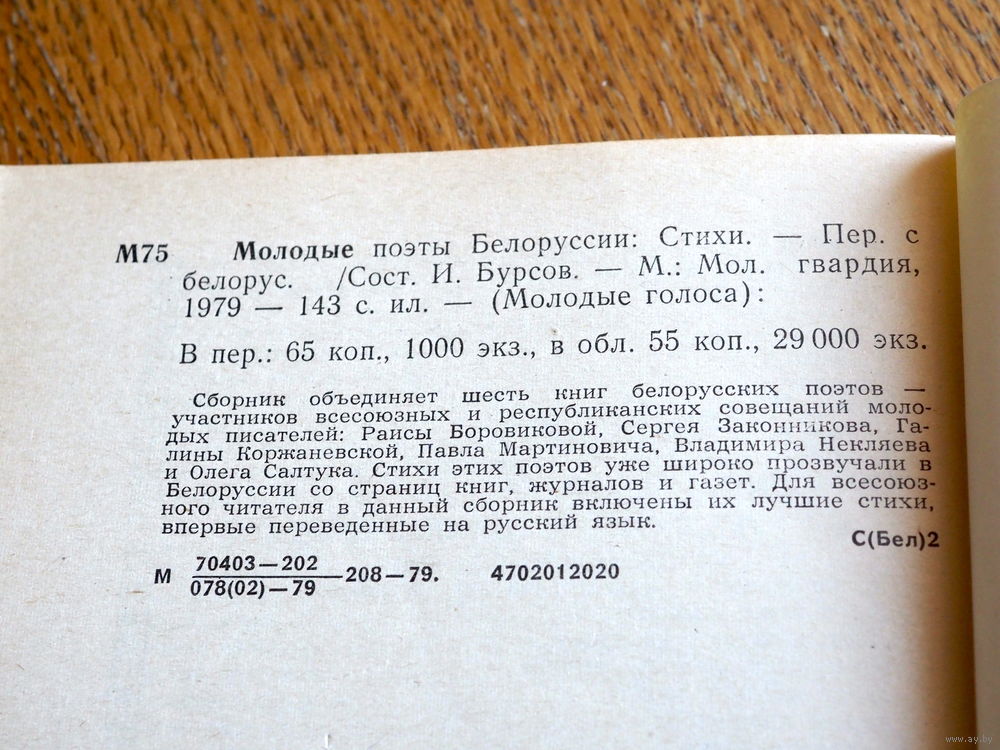 М75 Молодые поэты Белоруссии: Стихи. — Пер. с
белорус. /Сост. И. Бурсов. — М.: Мол. гвардия,
1979 — 143 с. ил. — (Молодые голоса):
В пер.: 65 коп., 1000 экз., в обл. 55 коп., 29 000 экз.
Сборник объединяет шесть книг белорусских поэтов —
участников всесоюзных и республиканских совещаний моло-
дых писателей: Раисы Боровиковой, Сергея Законникова, Га-
лины Коржаневской, Павла Мартиновича, Владимира Некляева
и Олега Салтука. Стихи этих поэтов уже широко прозвучали в
Белоруссии со страниц книг, журналов и газет. Для всесоюз-
ного читателя в данный сборник включены их лучшие стихи,
впервые переведенные на русский язык.
С(Бел)2
70403—202
М —208—79. 4702012020
078(02)—79
www.ay.by